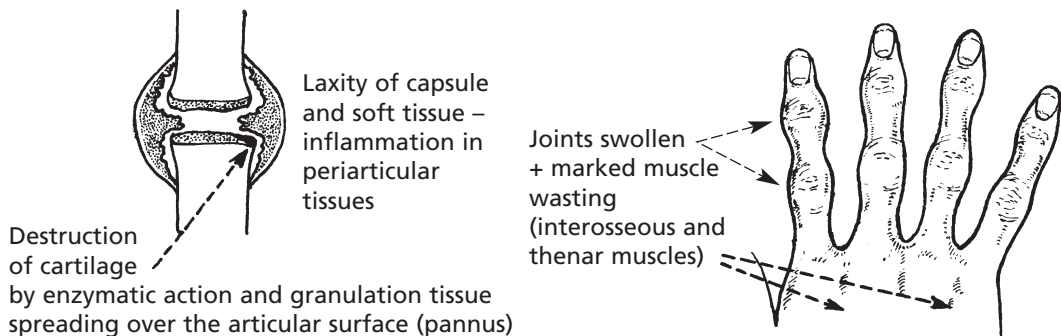 Laxity of capsule
and soft tissue –
inflammation in
periarticular
tissues
Destruction
of cartilage
by enzymatic action and granulation tissue
spreading over the articular surface (pannus)
Joints swollen
+ marked muscle
wasting
(interosseous and
thenar muscles)